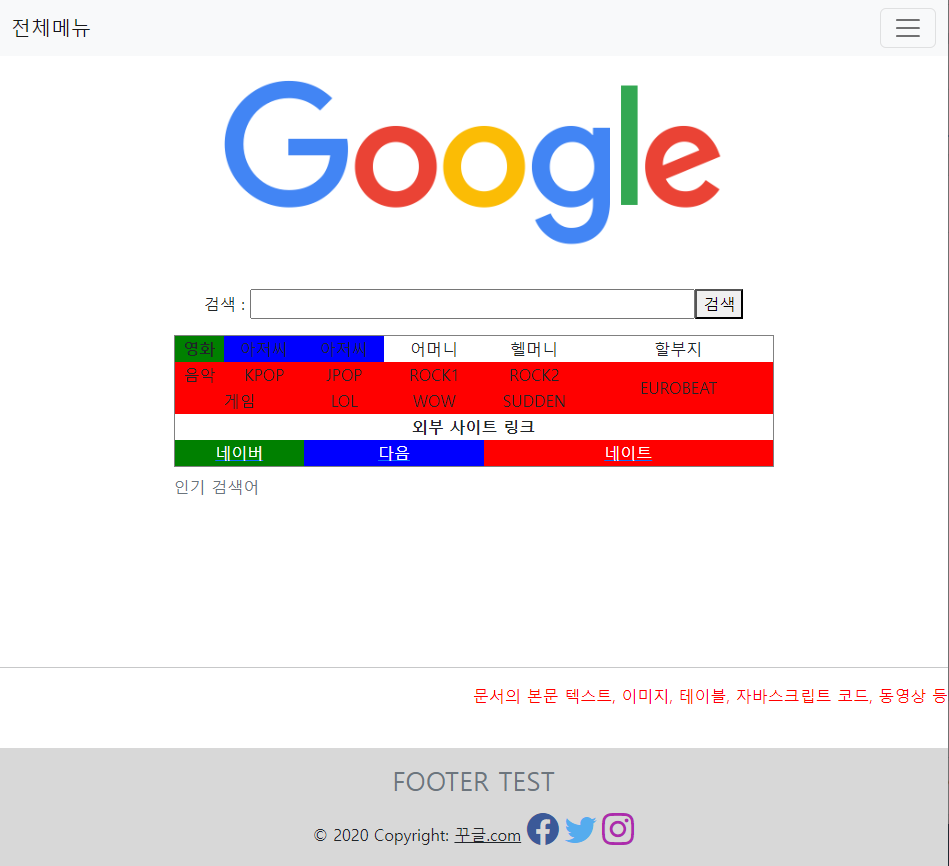 전체메뉴
Google
검색 : 검색
영화 아저씨 아저씨 어머니 헬머니 할부지
음악 KPOP JPOP ROCK1 ROCK2 EUROBEAT
게임 LOL WOW SUDDEN
외부 사이트 링크
네이버 다음 네이트
인기 검색어
문서의 본문 텍스트, 이미지, 테이블, 자바스크립트 코드, 동영상 등
FOOTER TEST
© 2020 Copyright: 꾸글.com